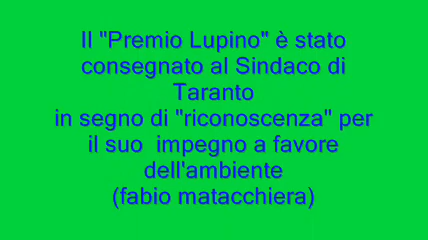 Il "Premio Lupino" è stato
consegnato al Sindaco di
Taranto
in segno di "riconoscenza" per
il suo  impegno a favore
dell'ambiente
(fabio matacchiera)